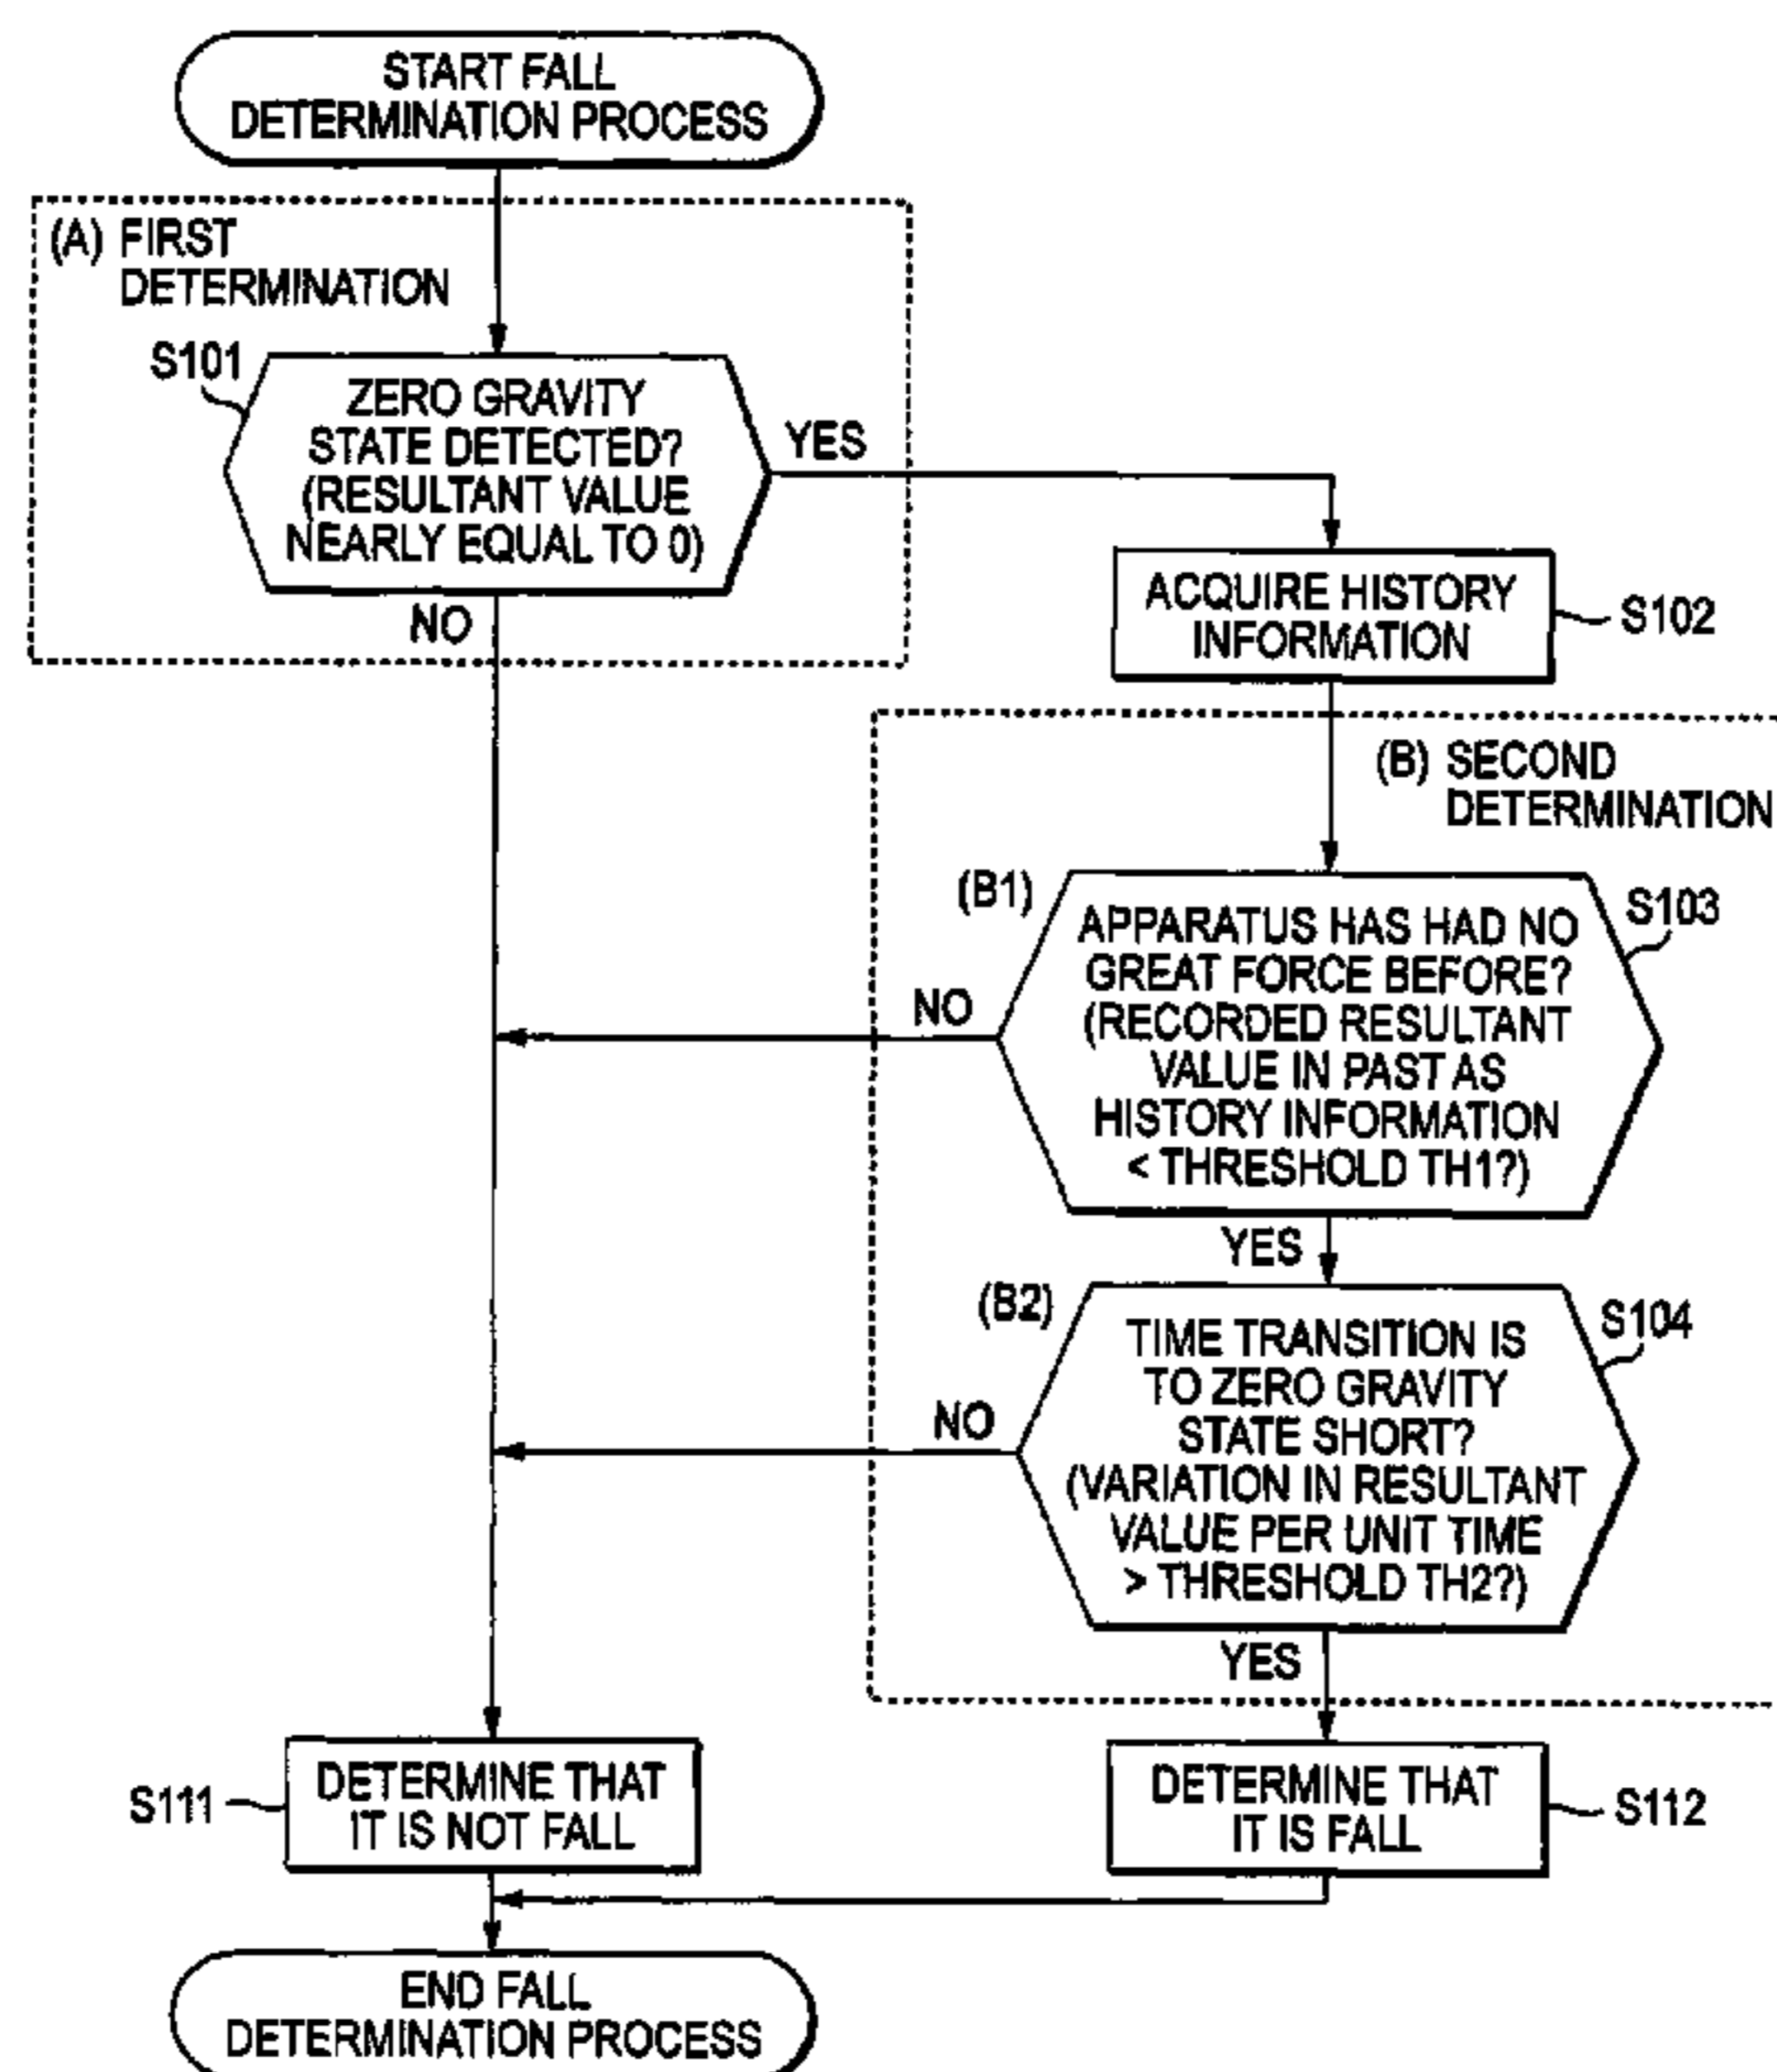 START FALL
DETERMINATION PROCESS
(A) FIRST
DETERMINATION
S101
ZERO GRAVITY
STATE DETECTED?
(RESULTANT VALUE
NEARLY EQUAL TO 0)
YES
NO
ACQUIRE HISTORY
INFORMATION
S102
(B) SECOND
DETERMINATION
(B1)
S103
APPARATUS HAS HAD NO
GREAT FORCE BEFORE?
(RECORDED RESULTANT
VALUE IN PAST AS
HISTORY INFORMATION
< THRESHOLD TH1?)
NO
YES
(B2)
S104
TIME TRANSITION IS
TO ZERO GRAVITY
STATE SHORT?
(VARIATION IN RESULTANT
VALUE PER UNIT TIME
> THRESHOLD TH2?)
NO
YES
S111
DETERMINE THAT
IT IS NOT FALL
DETERMINE THAT
IT IS FALL
S112
END FALL
DETERMINATION PROCESS